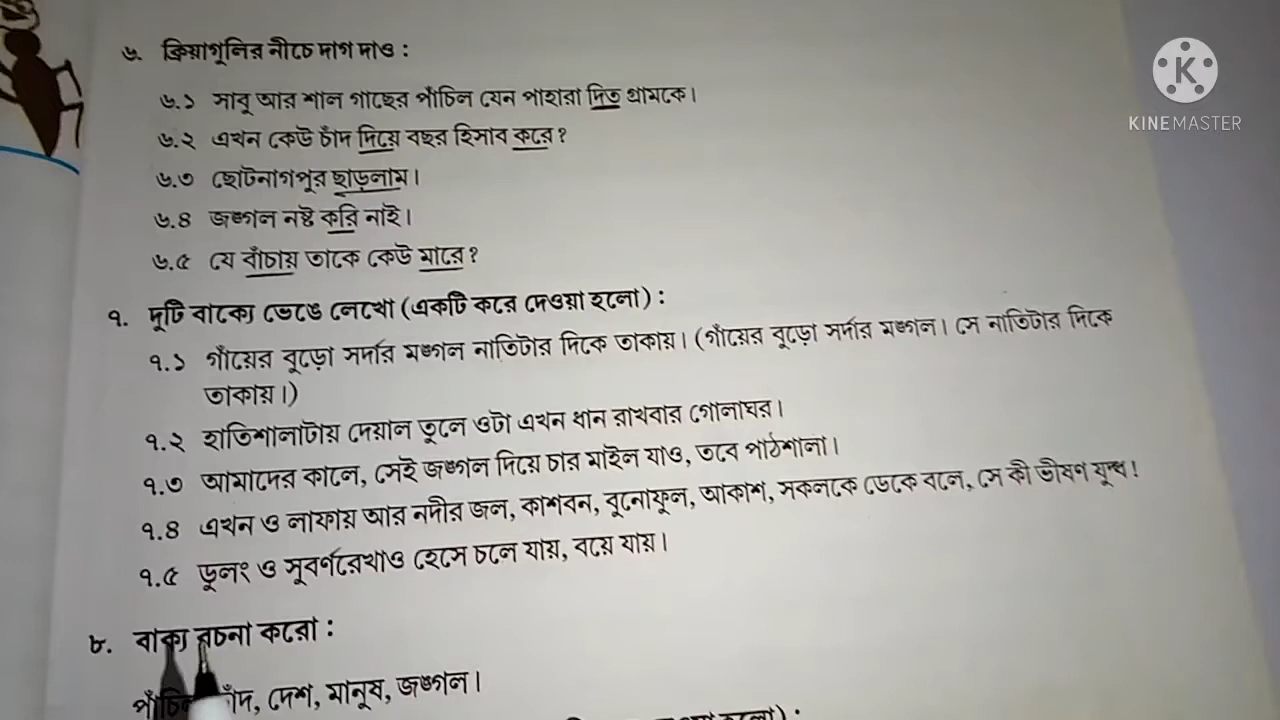 ৬. ক্রিয়াগুলির নীচে দাগ দাও :
K
KINEMASTER
৬.১ সাবু আর শাল গাছের পাঁচিল যেন পাহারা দিত গ্রামকে।
৬.২ এখন কেউ চাঁদ দিয়ে বছর হিসাব করে?
৬.৩ ছোটনাগপুর ছাড়লাম।
৬.৪ জঙ্গল নষ্ট করি নাই।
৬.৫ যে বাঁচায় তাকে কেউ মারে?
৭. দুটি বাক্যে ভেঙে লেখো (একটি করে দেওয়া হলো) :
৭.১ গাঁয়ের বুড়ো সর্দার মঙ্গল নাতিটার দিকে তাকায়। (গাঁয়ের বুড়ো সর্দার মঙ্গল। সে নাতিটার দিকে
তাকায়।)
৭.২ হাতিশালাটায় দেয়াল তুলে ওটা এখন ধান রাখবার গোলাঘর।
৭.৩ আমাদের কালে, সেই জঙ্গল দিয়ে চার মাইল যাও, তবে পাঠশালা।
৭.৪ এখন ও লাফায় আর নদীর জল, কাশবন, বুনোফুল, আকাশ, সকলকে ডেকে বলে, সে কী ভীষণ যুদ্ধ!
৭.৫ ডুলং ও সুবর্ণরেখাও হেসে চলে যায়, বয়ে যায়।
৮. বাক্য রচনা করো :
দেশ, মানুষ, জঙ্গল।